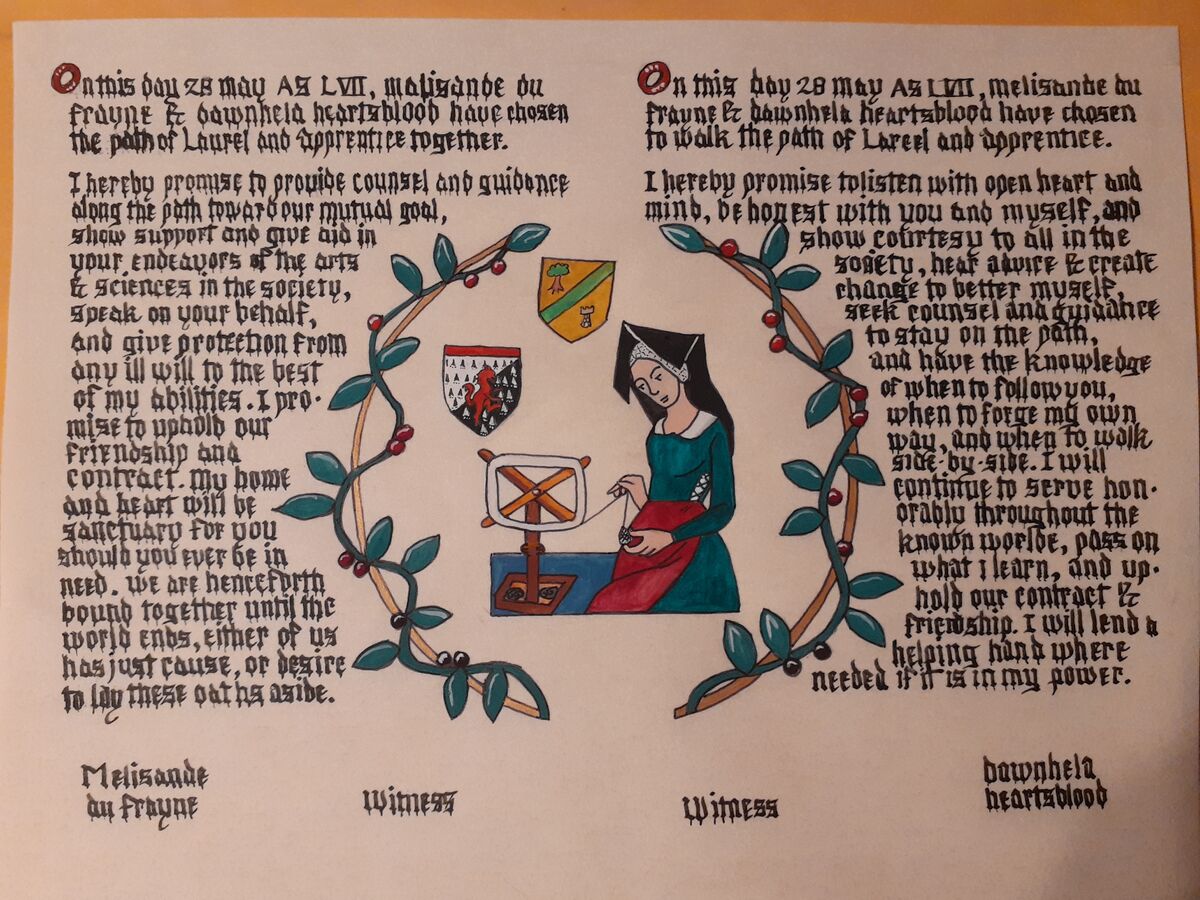 On this day 28 may AS LVII, melisande du
frayne & dawnhela heartsblood have chosen
the path of Laurel and Apprentice together.
I hereby promise to provide counsel and guidance
along the path toward our mutual goal,
show support and give aid in
your endeavors of the arts
& sciences in the society,
speak on your behalf,
and give protection from
any ill will to the best
of my abilities. I pro-
mise to uphold our
friendship and
contract. My home
and heart will be
sanctuary for you
should you ever be in
need. we are henceforth
bound together until the
world ends, either of us
has just cause, or desire
to lay these oaths aside.
Melisande
du frayne
Witness
On this day 28 may AS LVII, melisande du
frayne & dawnhela heartsblood have chosen
to walk the path of Laurel and apprentice.
I hereby promise to listen with open heart and
mind, be honest with you and myself, and
show courtesy to all in the
society, hear advice & create
change to better myself,
seek counsel and guidance
to stay on the path,
and have the knowledge
of when to follow you,
when to forge my own
way, and when to walk
side-by-side. I will
continue to serve hon-
orably throughout the
known worlde, pass on
what i learn, and up-
hold our contract &
friendship. I will lend a
helping hand where
needed if it is in my power.
Witness
dawnhela
heartsblood